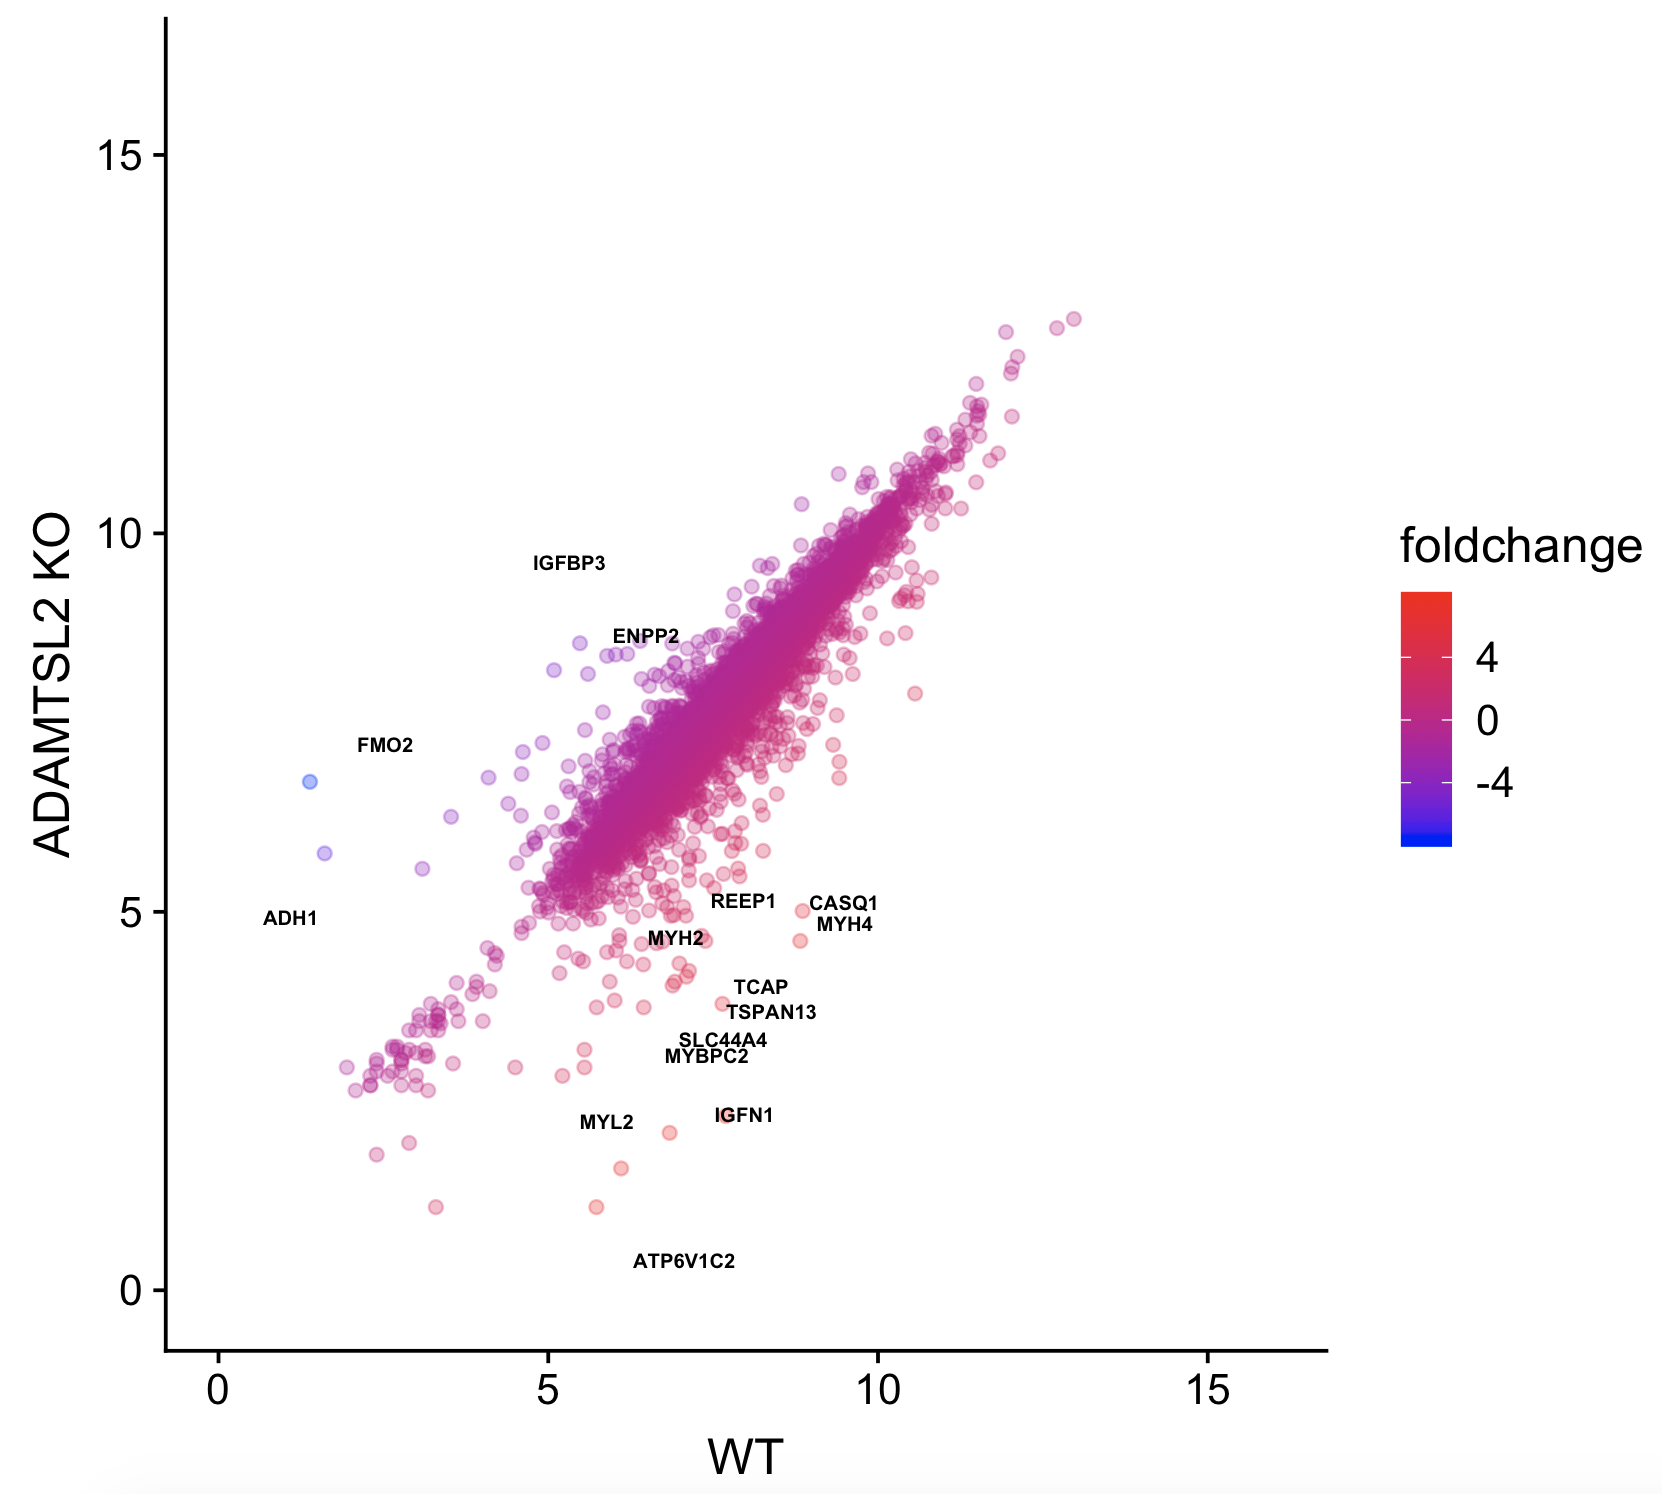 15
10
5
0
ADAMTSL2 KO
IGFBP3
ENPP2
FMO2
ADH1
REEP1
CASQ1
MYH4
MYH2
TCAP
TSPAN13
SLC44A4
MYBPC2
IGFN1
MYL2
ATP6V1C2
0
5
10
15
WT
foldchange
4
0
-4